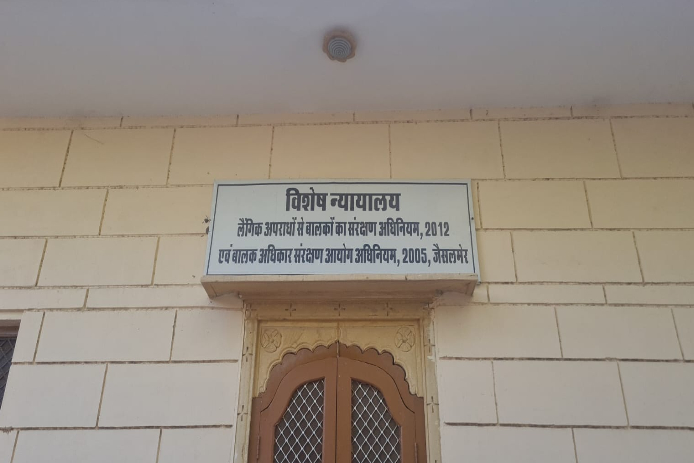 विशेष न्यायालय
लैंगिक अपराधों से बालकों का संरक्षण अधिनियम, 2012
एवं बालक अधिकार संरक्षण आयोग अधिनियम, 2005, जैसलमेर